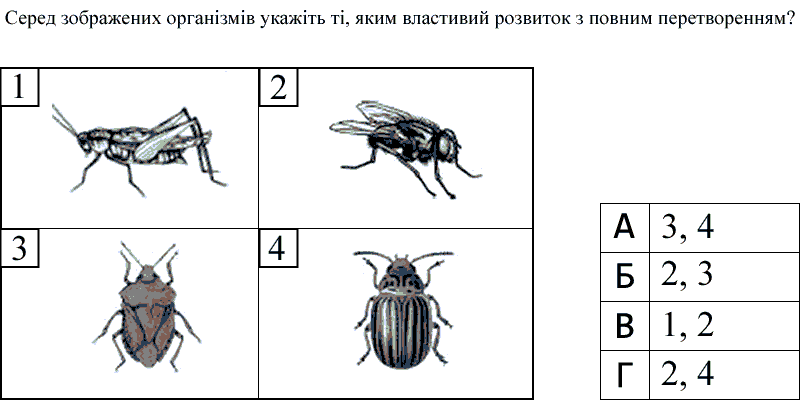 Серед зображених організмів укажіть ті, яким властивий розвиток з повним перетворенням?
1
2
3
4
А 3, 4
Б 2, 3
В 1, 2
Г 2, 4